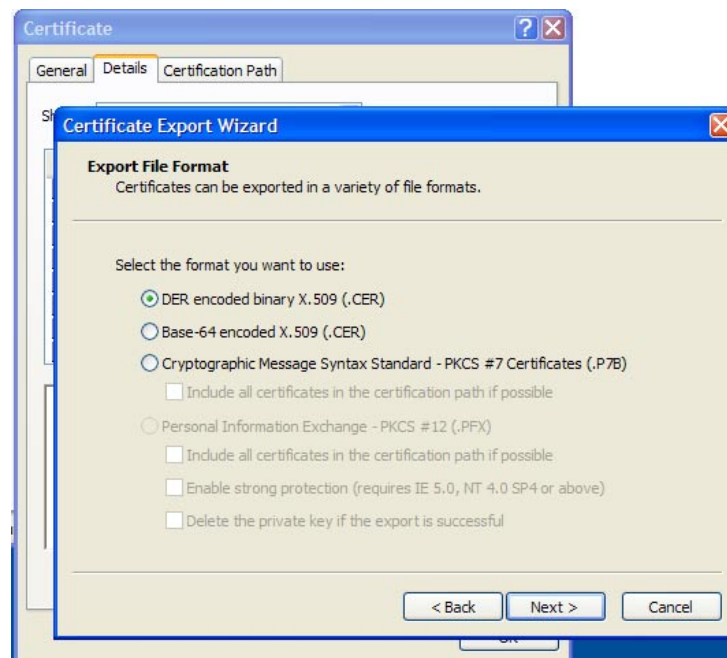 Certificate
General Details Certification Path
Certificate Export Wizard
Export File Format
Certificates can be exported in a variety of file formats.
Select the format you want to use:
DER encoded binary X.509 (.CER)
Base-64 encoded X.509 (.CER)
Cryptographic Message Syntax Standard - PKCS #7 Certificates (.P7B)
Include all certificates in the certification path if possible
Personal Information Exchange - PKCS #12 (.PFX)
Include all certificates in the certification path if possible
Enable strong protection (requires IE 5.0, NT 4.0 SP4 or above)
Delete the private key if the export is successful
< Back Next > Cancel